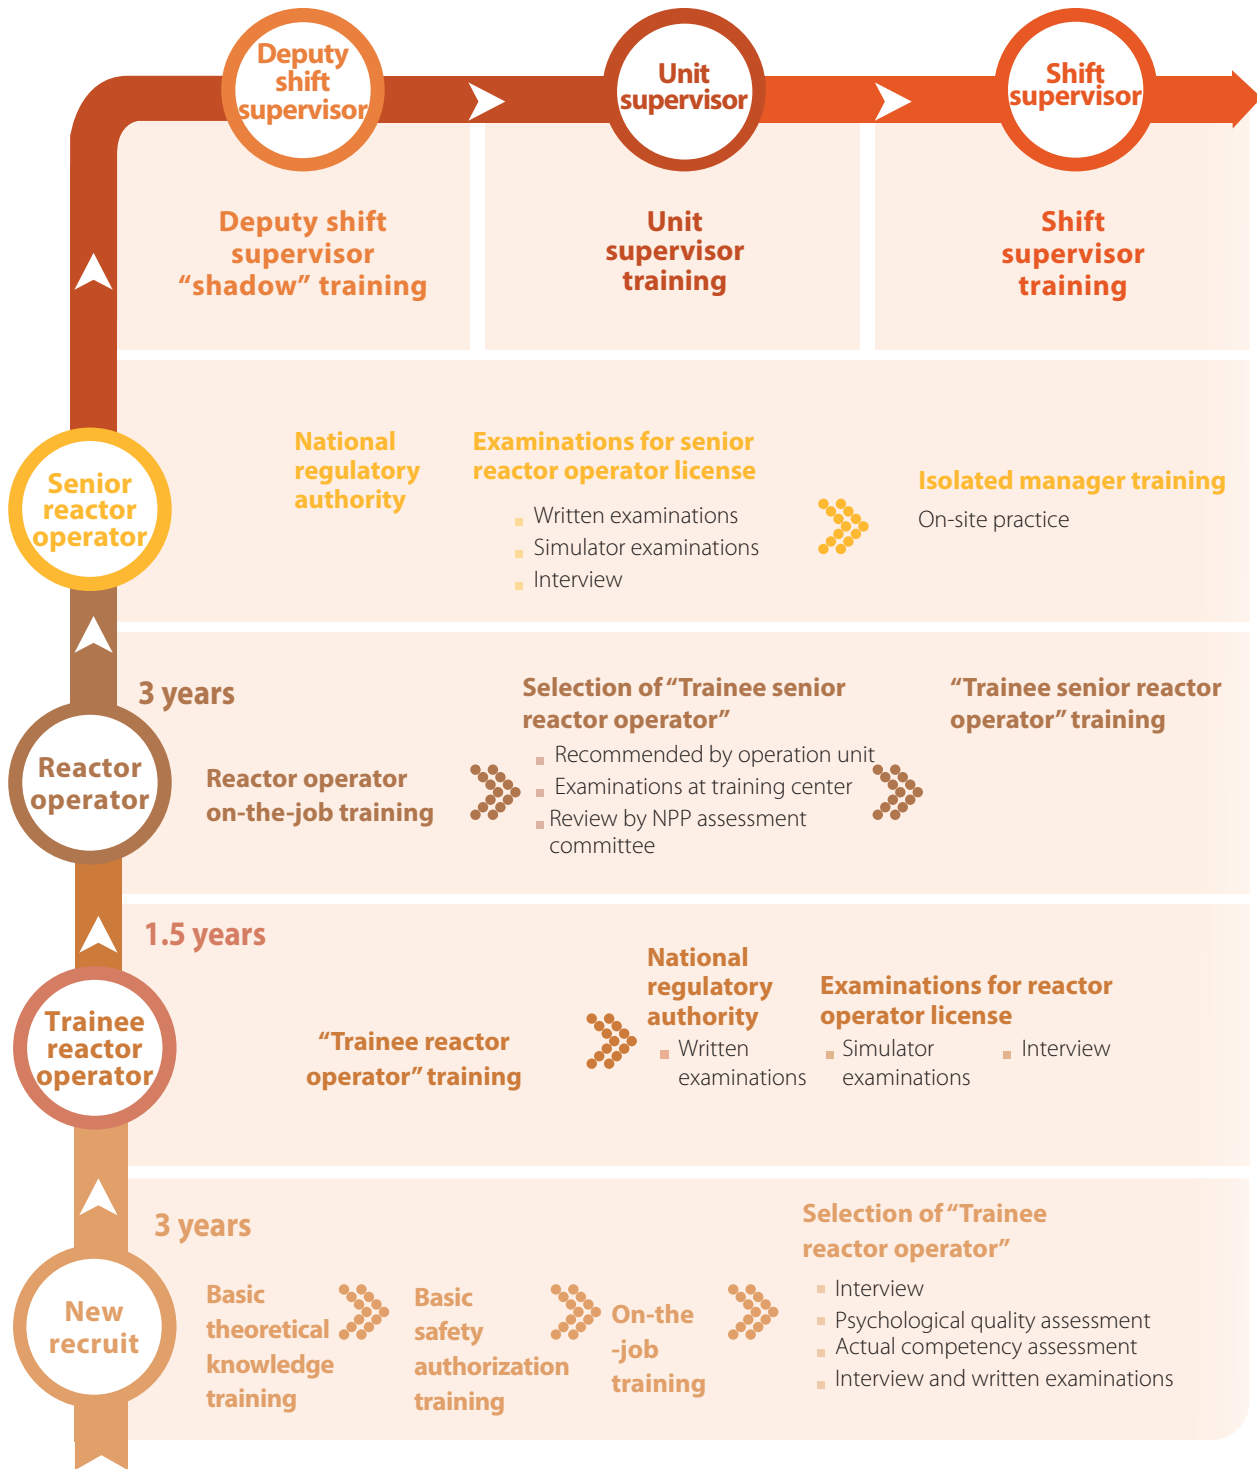 Deputy
shift
supervisor
Unit
supervisor
Shift
supervisor
Deputy shift
supervisor
“shadow” training
Unit
supervisor
training
Shift
supervisor
training
Senior
reactor
operator
National
regulatory
authority
Examinations for senior
reactor operator license
Written examinations
Simulator examinations
Interview
Isolated manager training
On-site practice
Reactor
operator
3 years
Reactor operator
on-the-job training
Selection of “Trainee senior
reactor operator”
Recommended by operation unit
Examinations at training center
Review by NPP assessment
committee
“Trainee senior reactor
operator” training
Trainee
reactor
operator
1.5 years
“Trainee reactor
operator” training
National
regulatory
authority
Written
examinations
Examinations for reactor
operator license
Simulator
examinations
Interview
New
recruit
3 years
Basic
theoretical
knowledge
training
Basic
safety
authorization
training
On-the
-job
training
Selection of “Trainee
reactor operator”
Interview
Psychological quality assessment
Actual competency assessment
Interview and written examinations